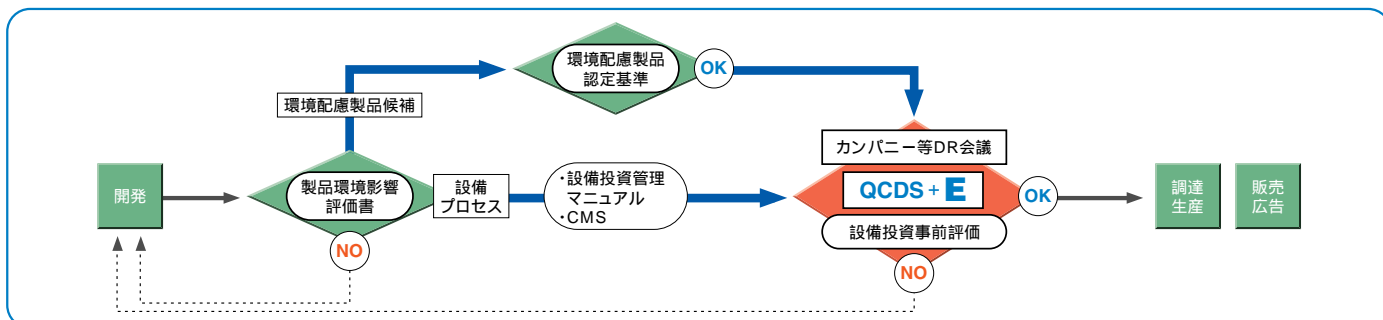 環境配慮製品
認定基準
OK
環境配慮製品候補
カンパニー等DR会議
開発
製品環境影響
評価書
設備
プロセス
・設備投資管理
マニュアル
・CMS
QCDS+E
OK
調達
生産
販売
広告
設備投資事前評価
NO
NO